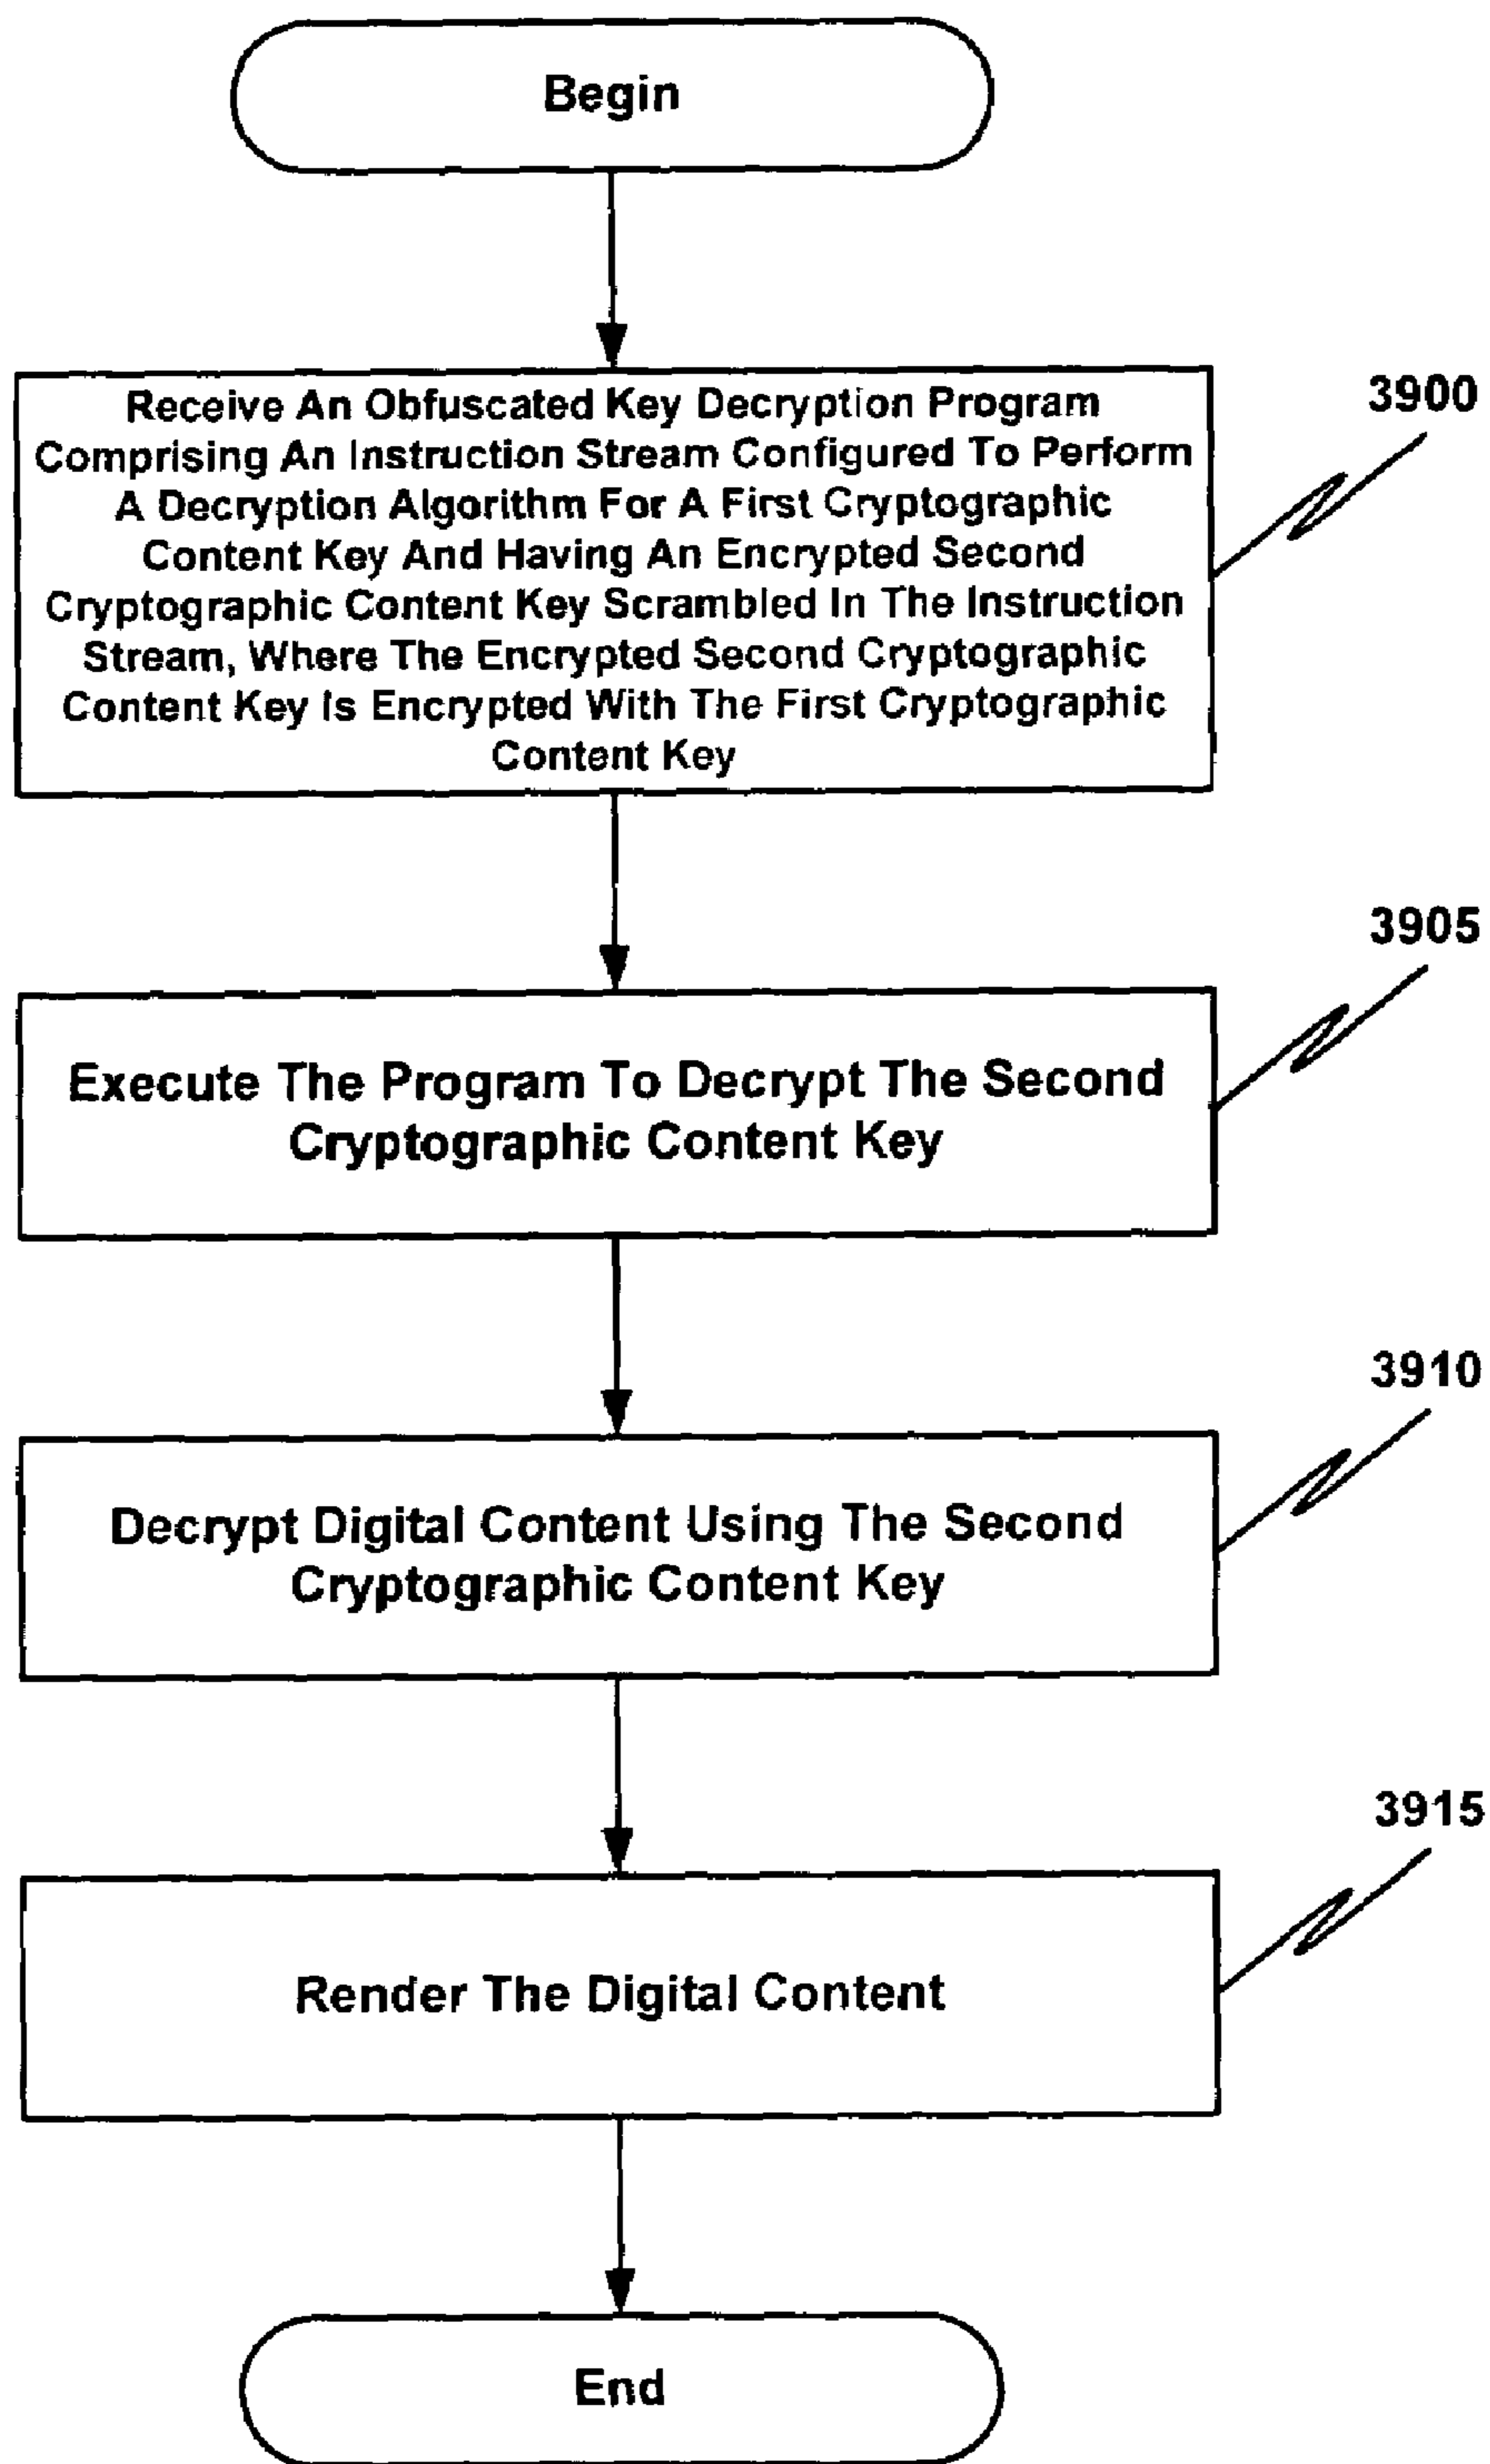 Begin
Receive An Obfuscated Key Decryption Program
Comprising An Instruction Stream Configured To Perform
A Decryption Algorithm For A First Cryptographic
Content Key And Having An Encrypted Second
Cryptographic Content Key Scrambled In The Instruction
Stream, Where The Encrypted Second Cryptographic
Content Key Is Encrypted With The First Cryptographic
Content Key
3900
Execute The Program To Decrypt The Second
Cryptographic Content Key
3905
Decrypt Digital Content Using The Second
Cryptographic Content Key
3910
Render The Digital Content
3915
End